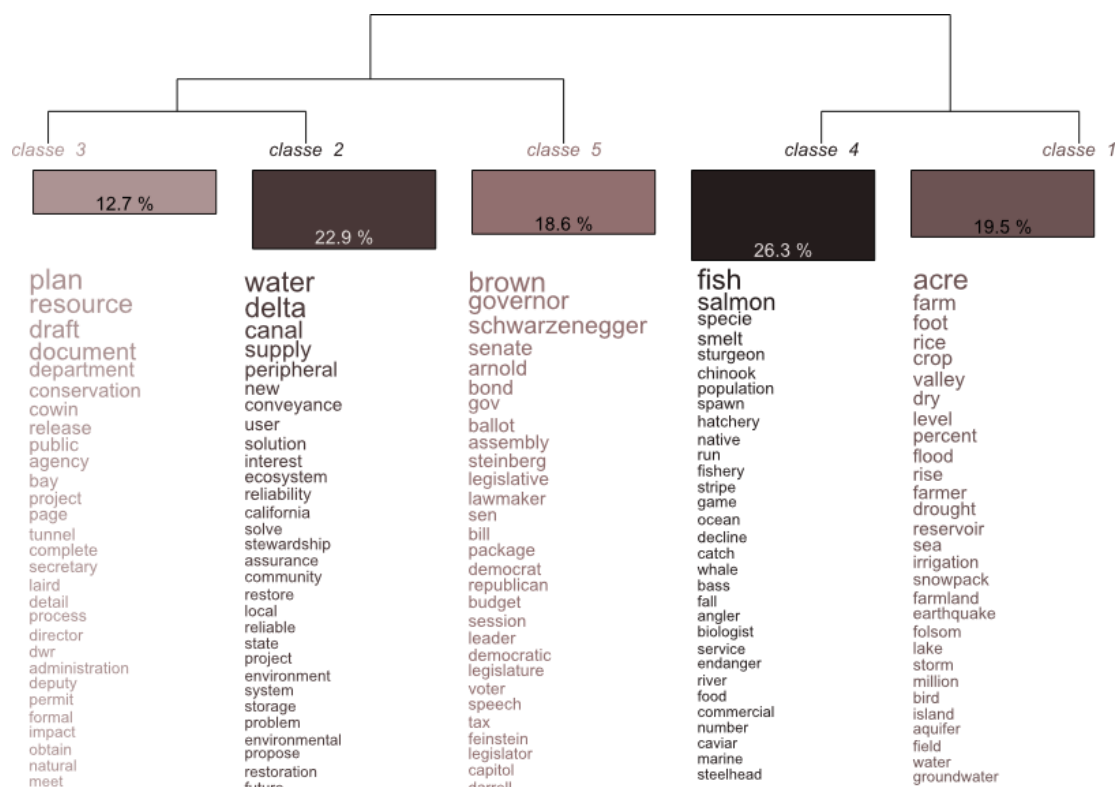 classe 3
classe 2
classe 5
classe 4
classe 1
12.7 %
22.9 %
18.6 %
26.3 %
19.5 %
plan
resource
draft
document
department
conservation
cowin
release
public
agency
bay
project
page
tunnel
complete
secretary
laird
detail
process
director
dwr
administration
deputy
permit
formal
impact
obtain
natural
meet
water
delta
canal
supply
peripheral
new
conveyance
user
solution
interest
ecosystem
reliability
california
solve
stewardship
assurance
community
restore
local
reliable
state
project
environment
system
storage
problem
environmental
propose
restoration
brown
governor
schwarzenegger
senate
arnold
bond
gov
ballot
assembly
steinberg
legislative
lawmaker
sen
bill
package
democrat
republican
budget
session
leader
democratic
legislature
voter
speech
tax
feinstein
legislator
capitol
fish
salmon
specie
smelt
sturgeon
chinook
population
spawn
hatchery
native
run
fishery
stripe
game
ocean
decline
catch
whale
bass
fall
angler
biologist
service
endanger
river
food
commercial
number
caviar
marine
steelhead
acre
farm
foot
rice
crop
valley
dry
level
percent
flood
rise
farmer
drought
reservoir
sea
irrigation
snowpack
farmland
earthquake
folsom
lake
storm
million
bird
island
aquifer
field
water
groundwater